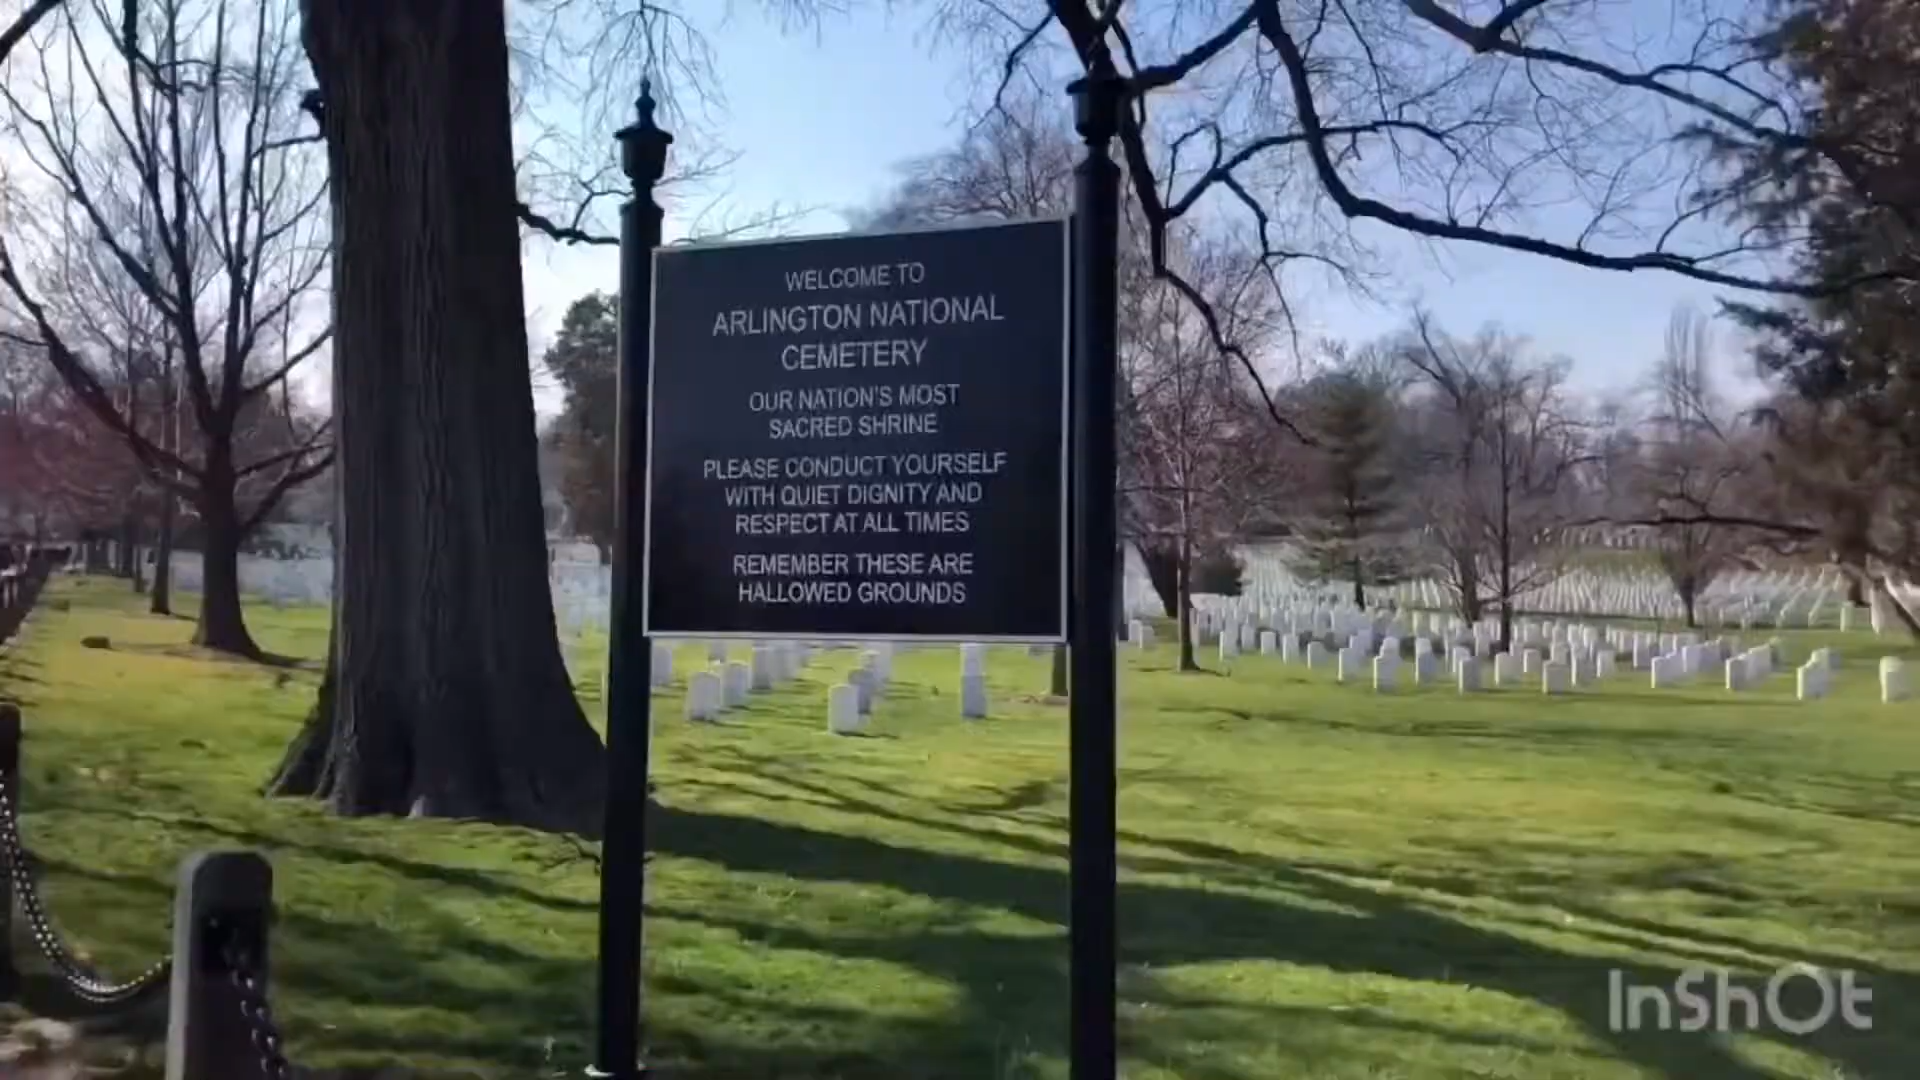 WELCOME TO
ARLINGTON NATIONAL
CEMETERY
OUR NATION'S MOST
SACRED SHRINE
PLEASE CONDUCT YOURSELF
WITH QUIET DIGNITY AND
RESPECT AT ALL TIMES
REMEMBER THESE ARE
HALLOWED GROUNDS
InShOt